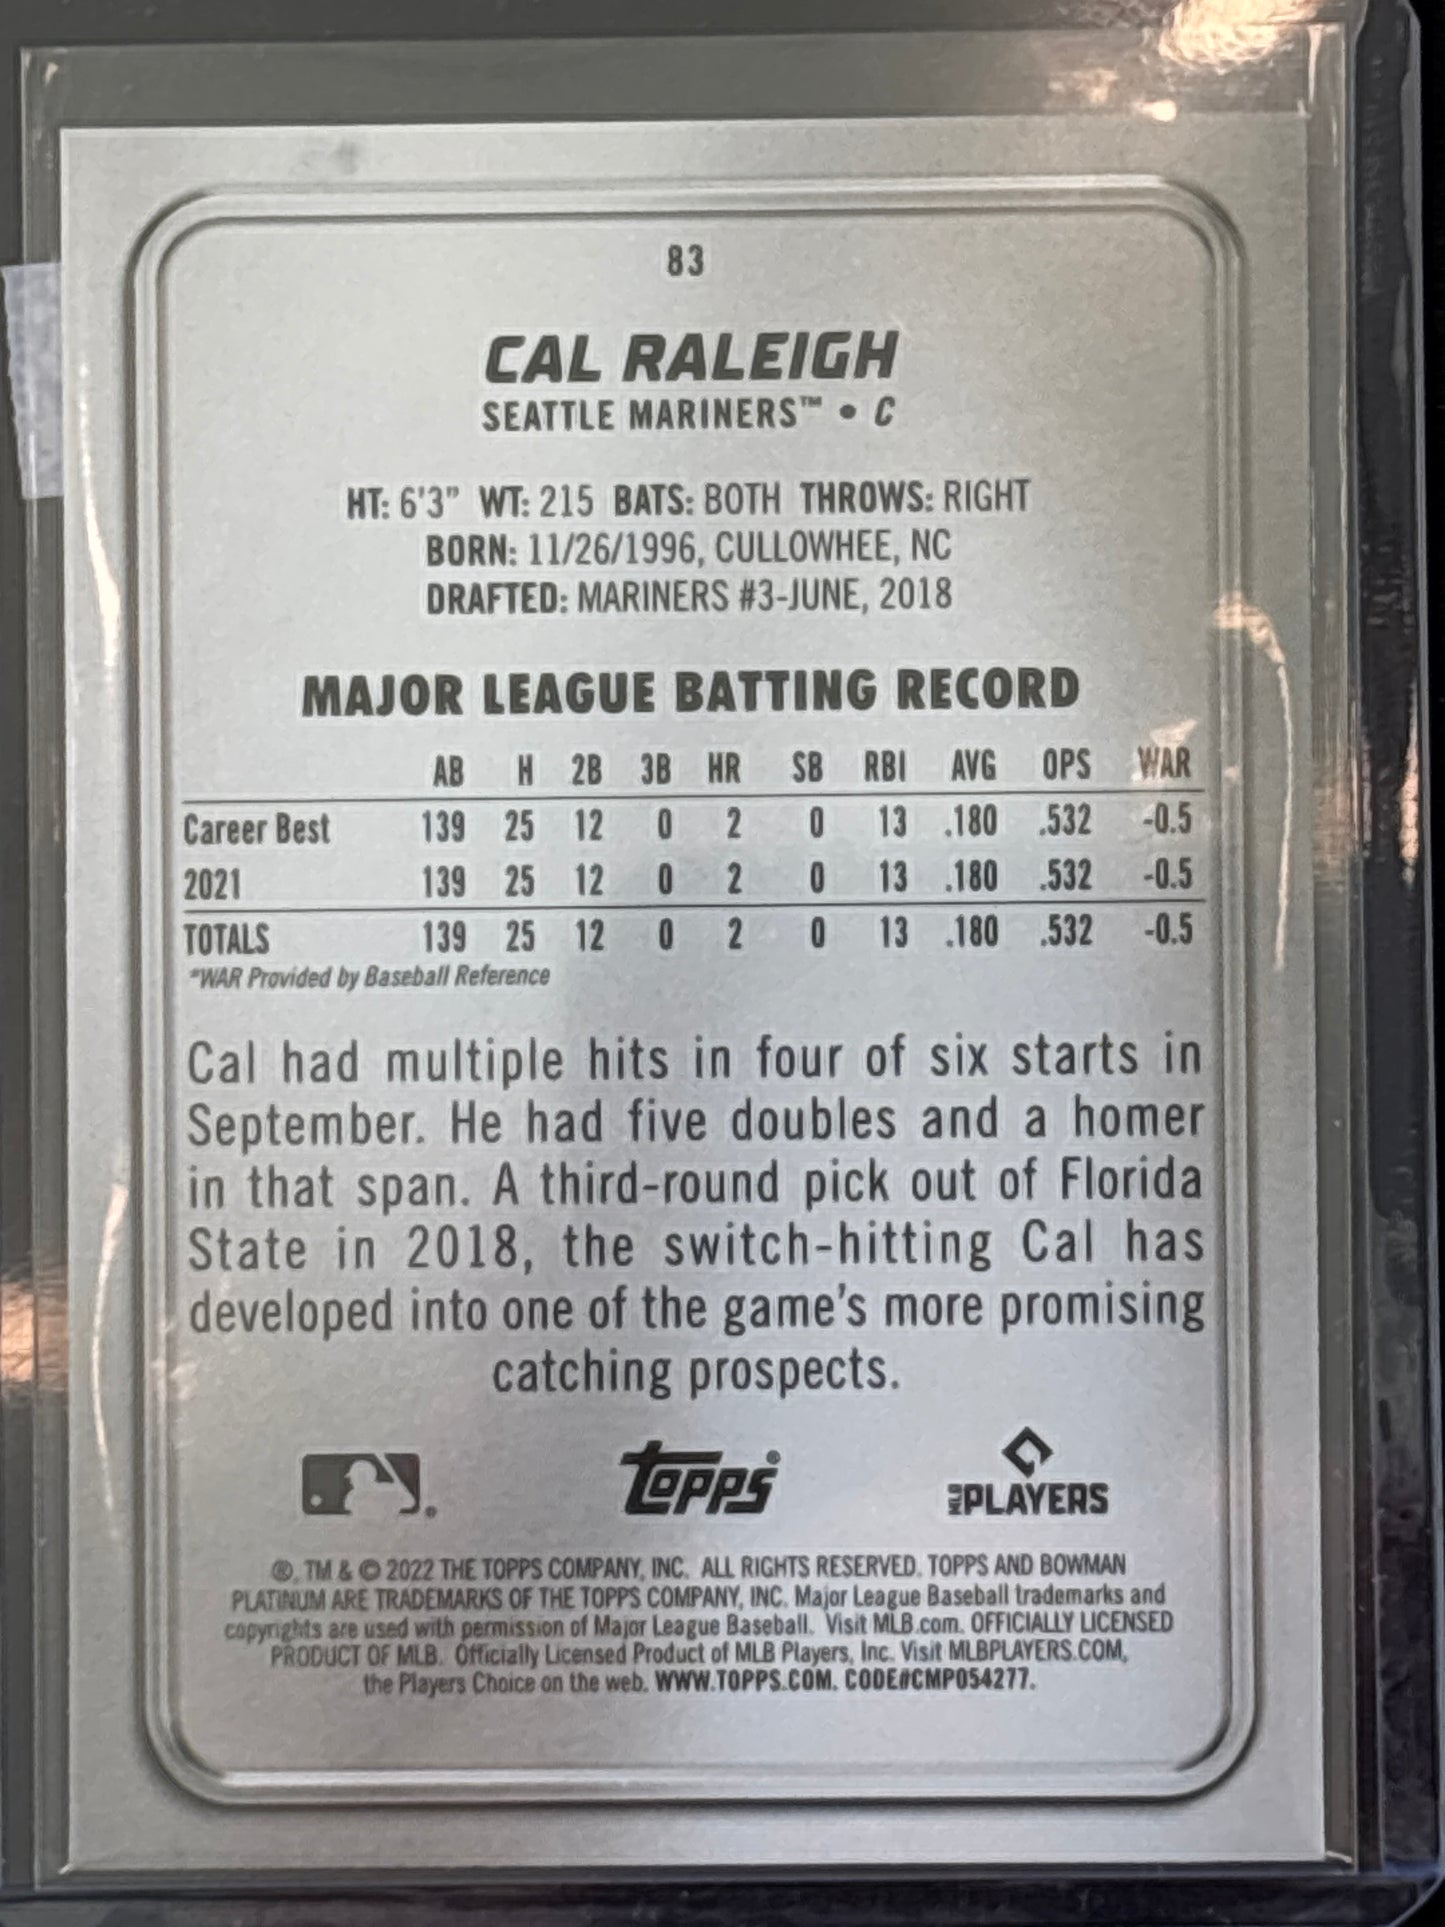 83
CAL RALEIGH
SEATTLE MARINERS™ • C
HT: 6'3" WT: 215 BATS: BOTH THROWS: RIGHT
BORN: 11/26/1996, CULLOWHEE, NC
DRAFTED: MARINERS #3-JUNE, 2018
MAJOR LEAGUE BATTING RECORD
AB H 2B 3B HR SB RBI AVG OPS WAR
Career Best 139 25 12 0 2 0 13 .180 .532 -0.5
2021 139 25 12 0 2 0 13 .180 .532 -0.5
TOTALS 139 25 12 0 2 0 13 .180 .532 -0.5
*WAR Provided by Baseball Reference
Cal had multiple hits in four of six starts in
September. He had five doubles and a homer
in that span. A third-round pick out of Florida
State in 2018, the switch-hitting Cal has
developed into one of the game's more promising
catching prospects.
® topps® MLB PLAYERS
®, TM & © 2022 THE TOPPS COMPANY, INC. ALL RIGHTS RESERVED. TOPPS AND BOWMAN
PLATINUM ARE TRADEMARKS OF THE TOPPS COMPANY, INC. Major League Baseball trademarks and
copyrights are used with permission of Major League Baseball. Visit MLB.com. OFFICIALLY LICENSED
PRODUCT OF MLB. Officially Licensed Product of MLB Players, Inc. Visit MLBPLAYERS.COM,
the Players Choice on the web. WWW.TOPPS.COM. CODE#CMP054277.